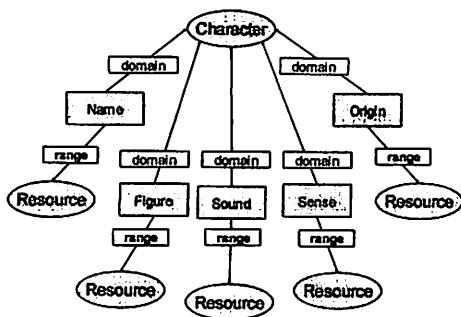 Character
domain
domain
Name
Origin
range
domain
domain
domain
range
Resource
Figure
Sound
Sense
Resource
range
range
range
Resource
Resource
Resource